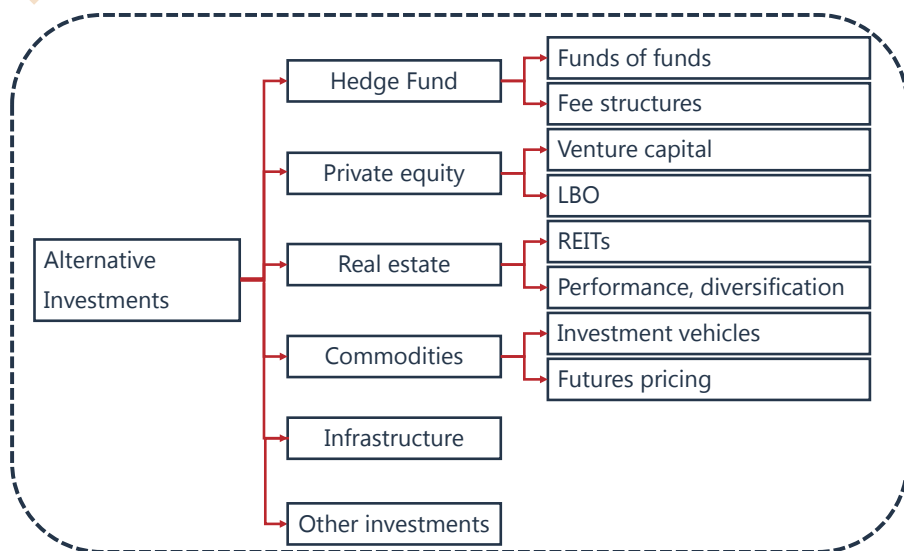 Alternative
Investments
Hedge Fund
Funds of funds
Fee structures
Private equity
Venture capital
LBO
Real estate
REITs
Performance, diversification
Commodities
Investment vehicles
Futures pricing
Infrastructure
Other investments